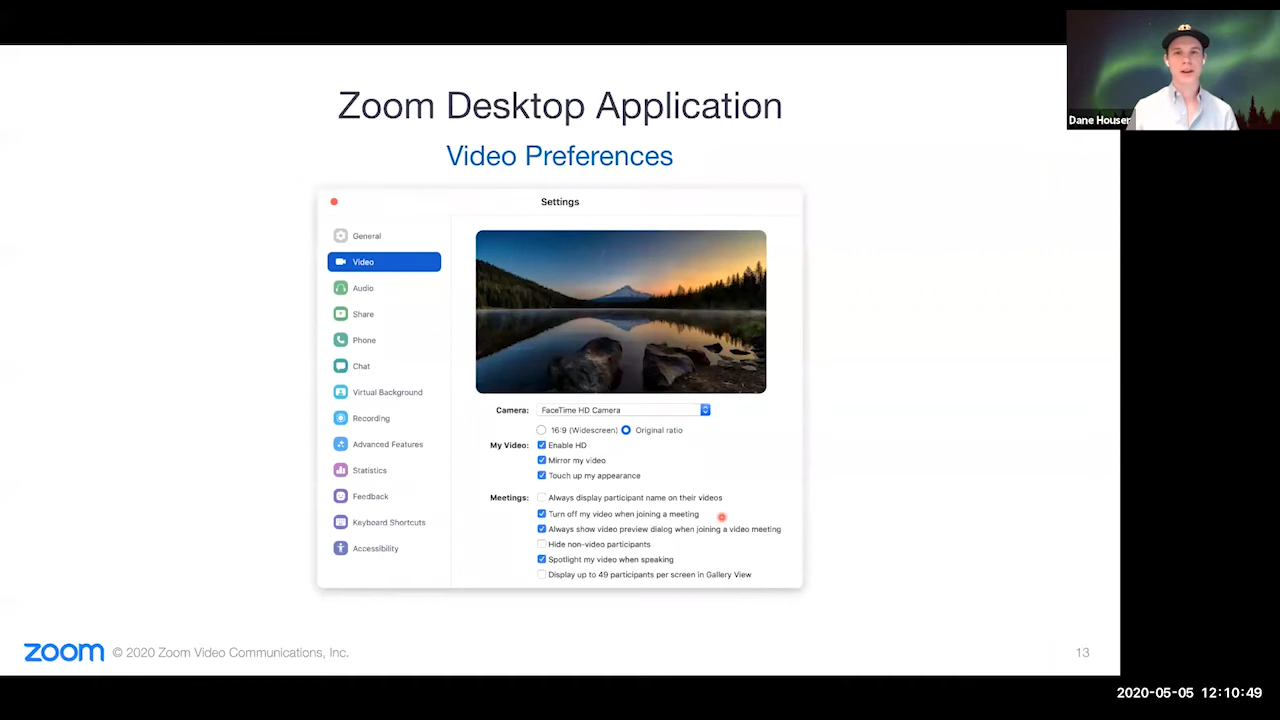 Zoom Desktop Application
Video Preferences
Dane Houser
Settings
General
Video
Audio
Share
Phone
Chat
Virtual Background
Recording
Advanced Features
Statistics
Feedback
Keyboard Shortcuts
Accessibility
Camera: FaceTime HD Camera
16:9 (Widescreen) Original ratio
My Video: Enable HD
Mirror my video
Touch up my appearance
Meetings: Always display participant name on their videos
Turn off my video when joining a meeting
Always show video preview dialog when joining a video meeting
Hide non-video participants
Spotlight my video when speaking
Display up to 49 participants per screen in Gallery View
zoom © 2020 Zoom Video Communications, Inc.
13
2020-05-05 12:10:49